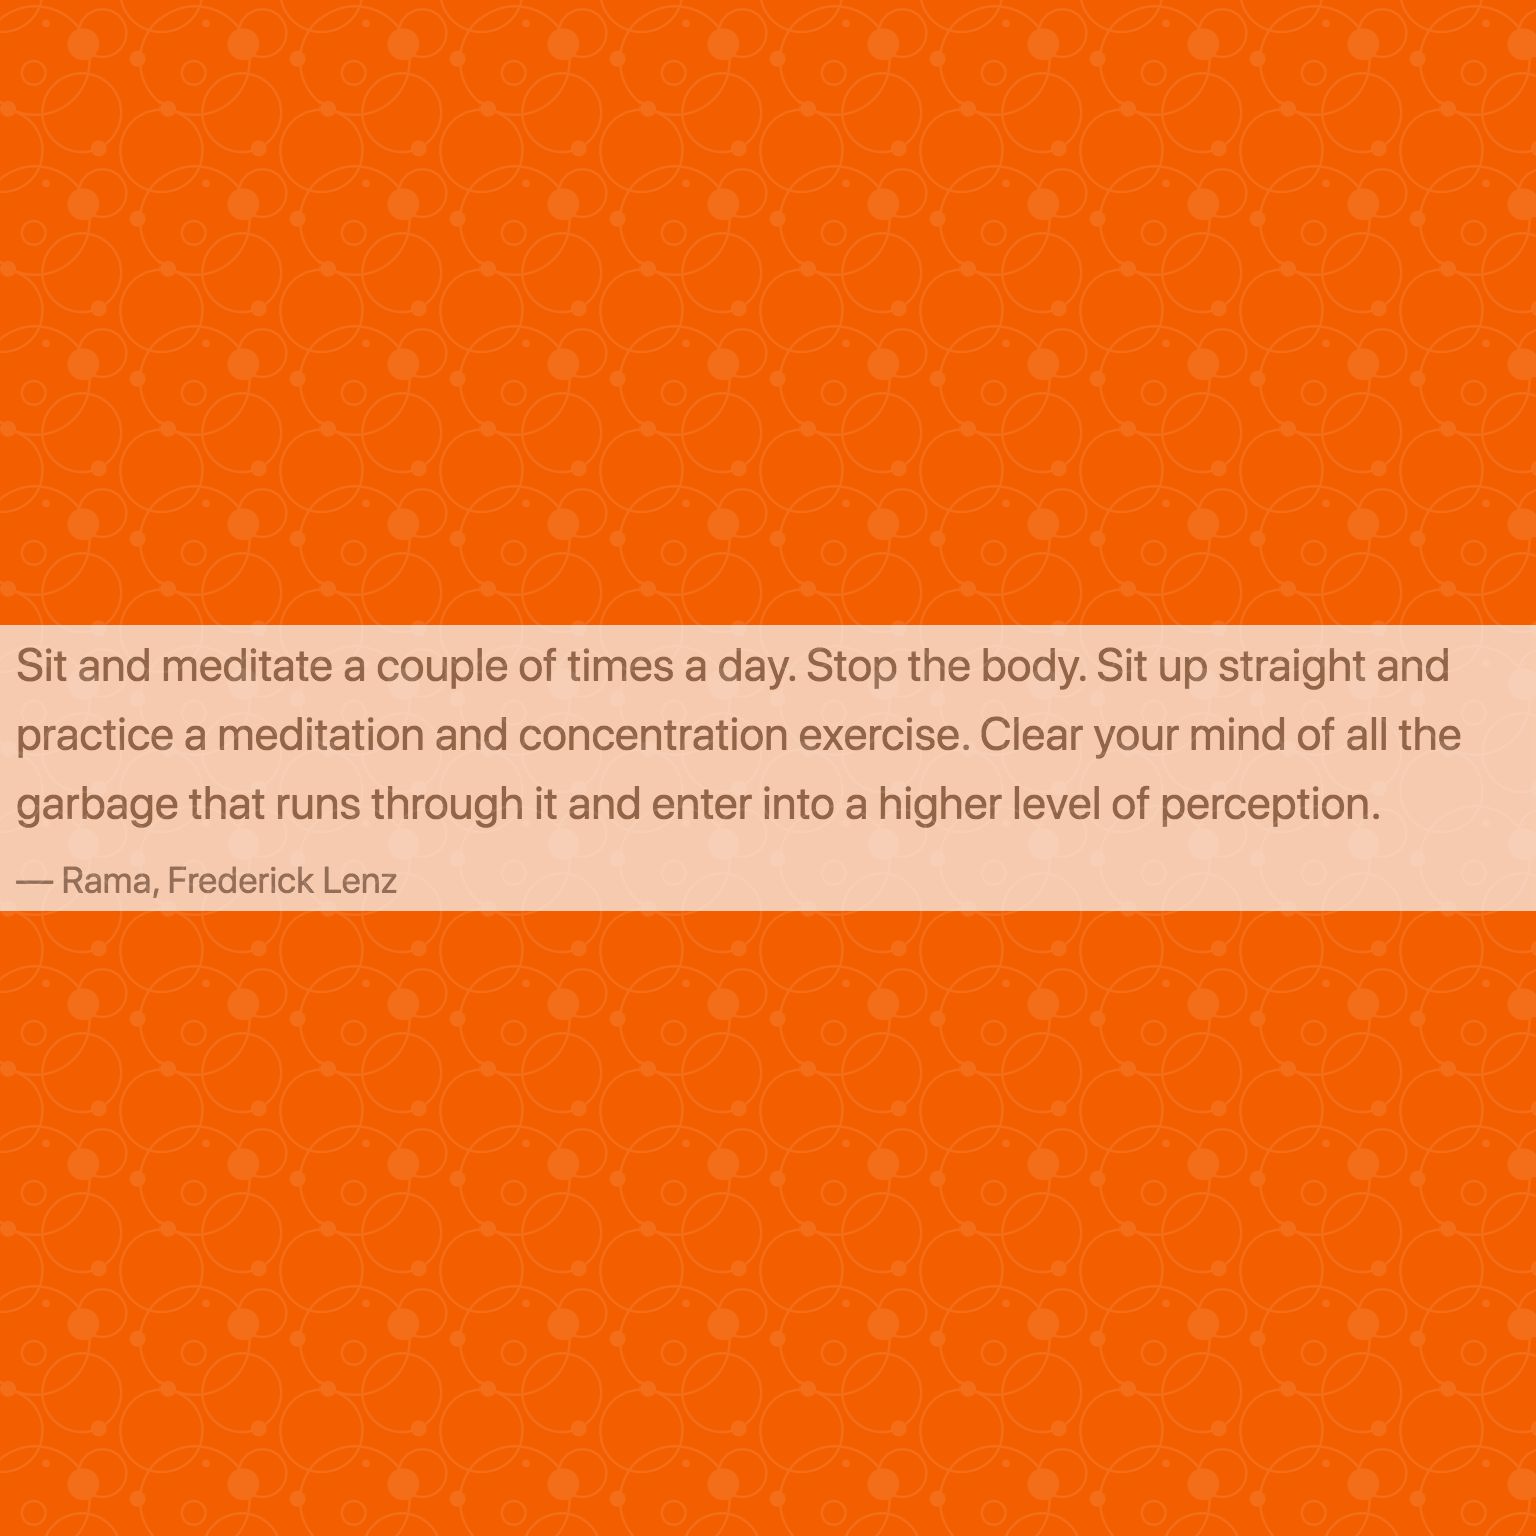 Sit and meditate a couple of times a day. Stop the body. Sit up straight and
practice a meditation and concentration exercise. Clear your mind of all the
garbage that runs through it and enter into a higher level of perception.
— Rama, Frederick Lenz